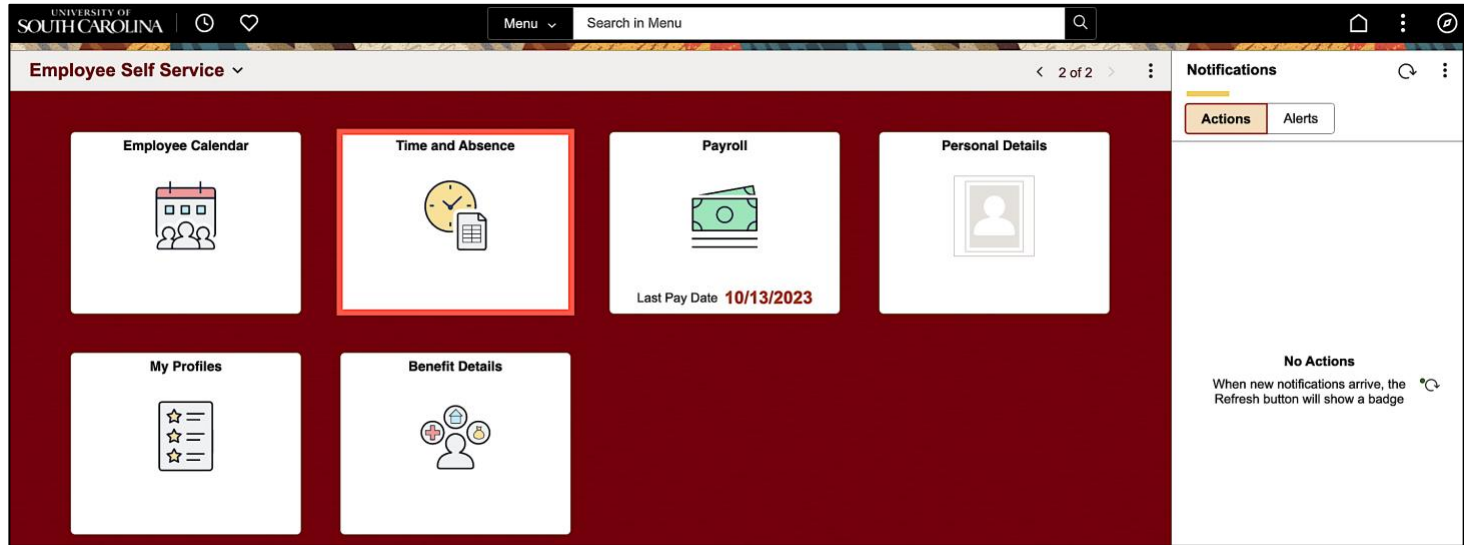 UNIVERSITY OF
SOUTH CAROLINA
Menu
Search in Menu
Employee Self Service
2 of 2
Notifications
Actions
Alerts
Employee Calendar
Time and Absence
Payroll
Last Pay Date 10/13/2023
Personal Details
My Profiles
Benefit Details
No Actions
When new notifications arrive, the
Refresh button will show a badge